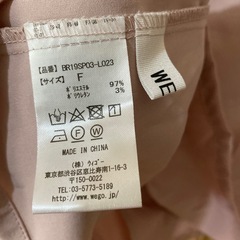 【品番】 BR19SP03-L023
【サイズ】 F
ポリエステル 97%
ポリウレタン 3%
MADE IN CHINA
(株) ウィゴー
東京都渋谷区恵比寿南1-16-3
〒150-0022
TEL 03-5773-5189
https://www.wego.jp/
WE